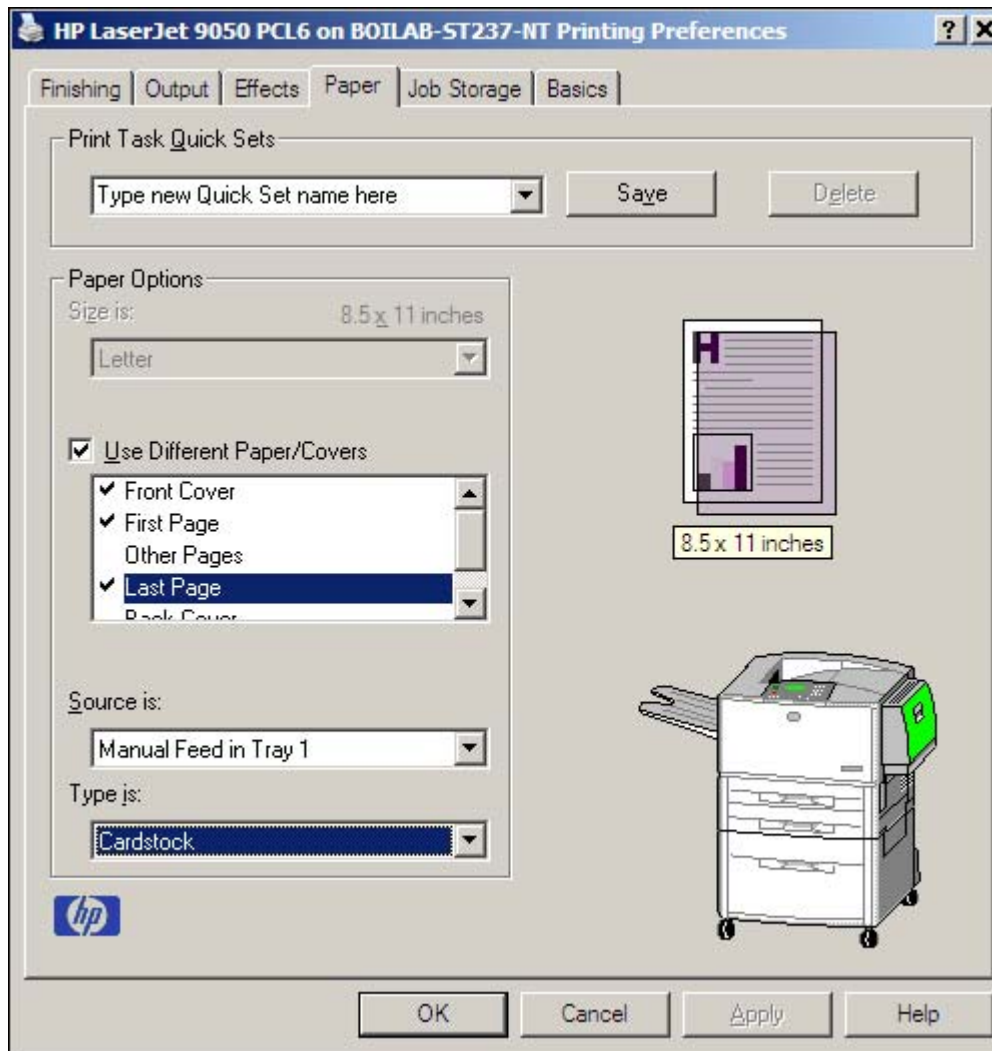 HP LaserJet 9050 PCL6 on BOILAB-ST237-NT Printing Preferences
Finishing Output Effects Paper Job Storage Basics
Print Task Quick Sets
Type new Quick Set name here Save Delete
Paper Options
Size is: 8.5 x 11 inches
Letter
Use Different Paper/Covers
Front Cover
First Page
Other Pages
Last Page
Back Cover
8.5 x 11 inches
Source is:
Manual Feed in Tray 1
Type is:
Cardstock
hp
OK Cancel Apply Help